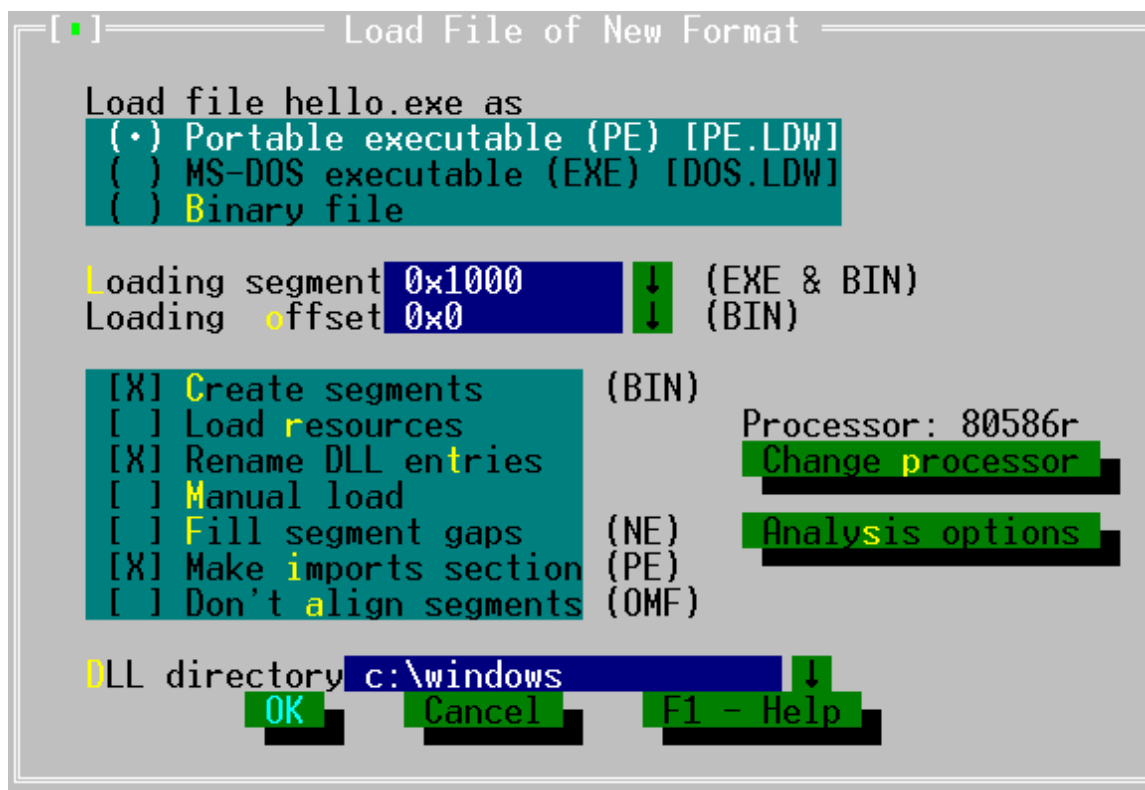 [▪] Load File of New Format
Load file hello.exe as
(•) Portable executable (PE) [PE.LDW]
( ) MS-DOS executable (EXE) [DOS.LDW]
( ) Binary file
Loading segment 0x1000 ↓ (EXE & BIN)
Loading offset 0x0 ↓ (BIN)
[X] Create segments (BIN)
[ ] Load resources
Processor: 80586r
[X] Rename DLL entries
Change processor
[ ] Manual load
[ ] Fill segment gaps (NE)
Analysis options
[X] Make imports section (PE)
[ ] Don't align segments (OMF)
DLL directory c:\windows ↓
OK Cancel F1 - Help